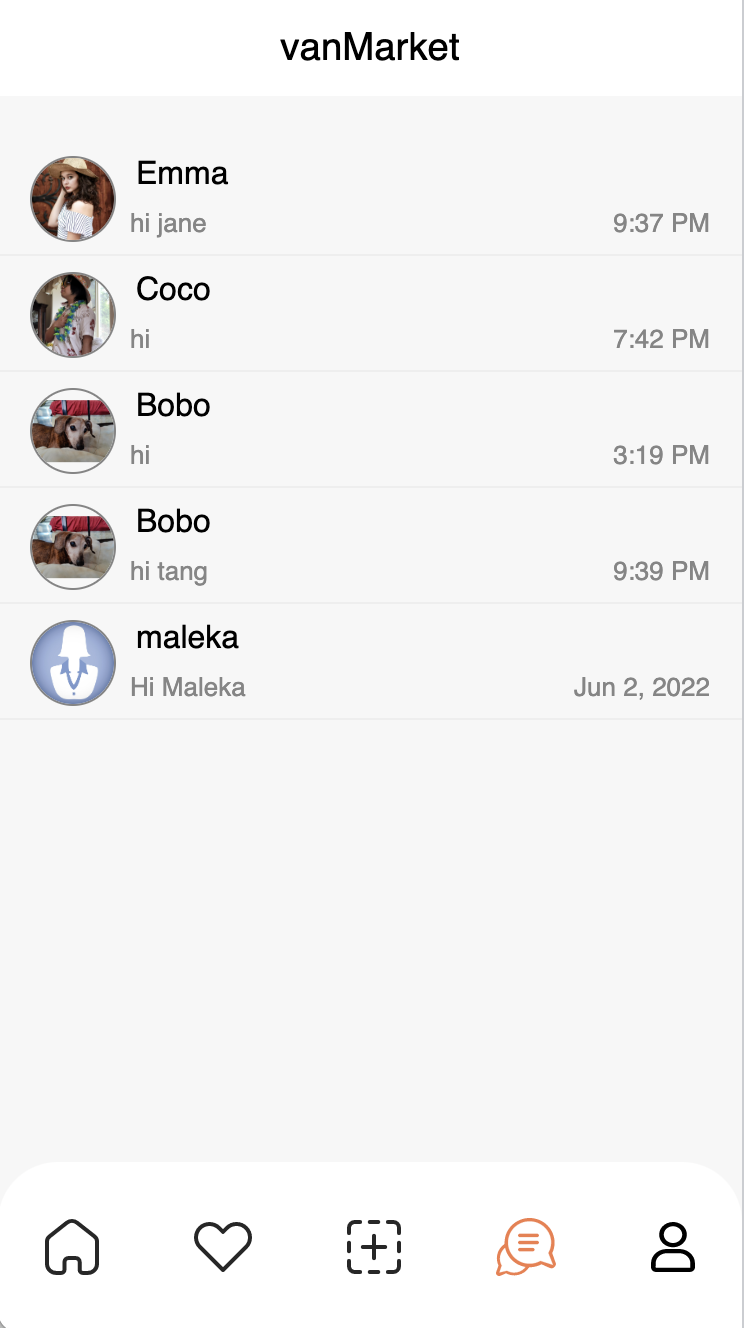 vanMarket
Emma
hi jane 9:37 PM
Coco
hi 7:42 PM
Bobo
hi 3:19 PM
Bobo
hi tang 9:39 PM
maleka
Hi Maleka Jun 2, 2022